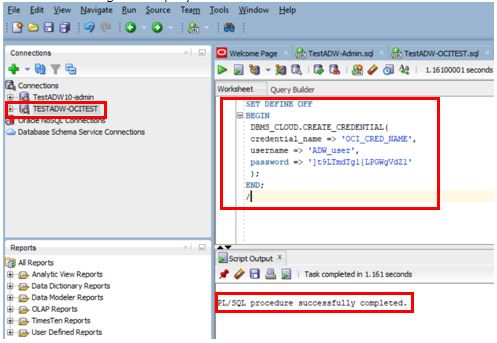 File Edit View Navigate Run Source Team Tools Window Help
Connections
Welcome Page
TestADW-Admin.sql
TestADW-OCITEST.sql
1.16100001 seconds
Worksheet Query Builder
Connections
TestADW10-admin
TESTADW-OCITEST
Oracle NoSQL Connections
Database Schema Service Connections
SET DEFINE OFF
BEGIN
DBMS_CLOUD.CREATE_CREDENTIAL(
credential_name => 'OCI_CRED_NAME',
username => 'ADW_user',
password => ']t9LTmdTg1{LPGWgVdZl'
);
END;
/
Reports
All Reports
Analytic View Reports
Data Dictionary Reports
Data Modeler Reports
OLAP Reports
TimesTen Reports
User Defined Reports
Script Output
Task completed in 1.161 seconds
PL/SQL procedure successfully completed.